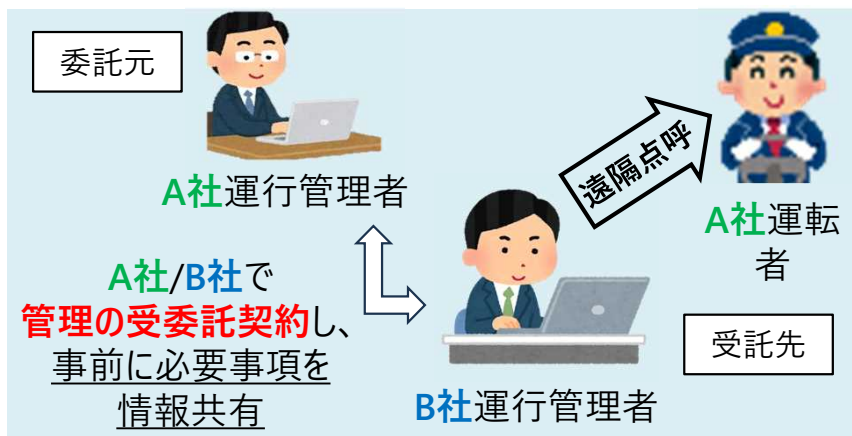 委託元
A社運行管理者
遠隔点呼
A社運転
者
A社/B社で
管理の受委託契約し、
事前に必要事項を
情報共有
B社運行管理者
受託先